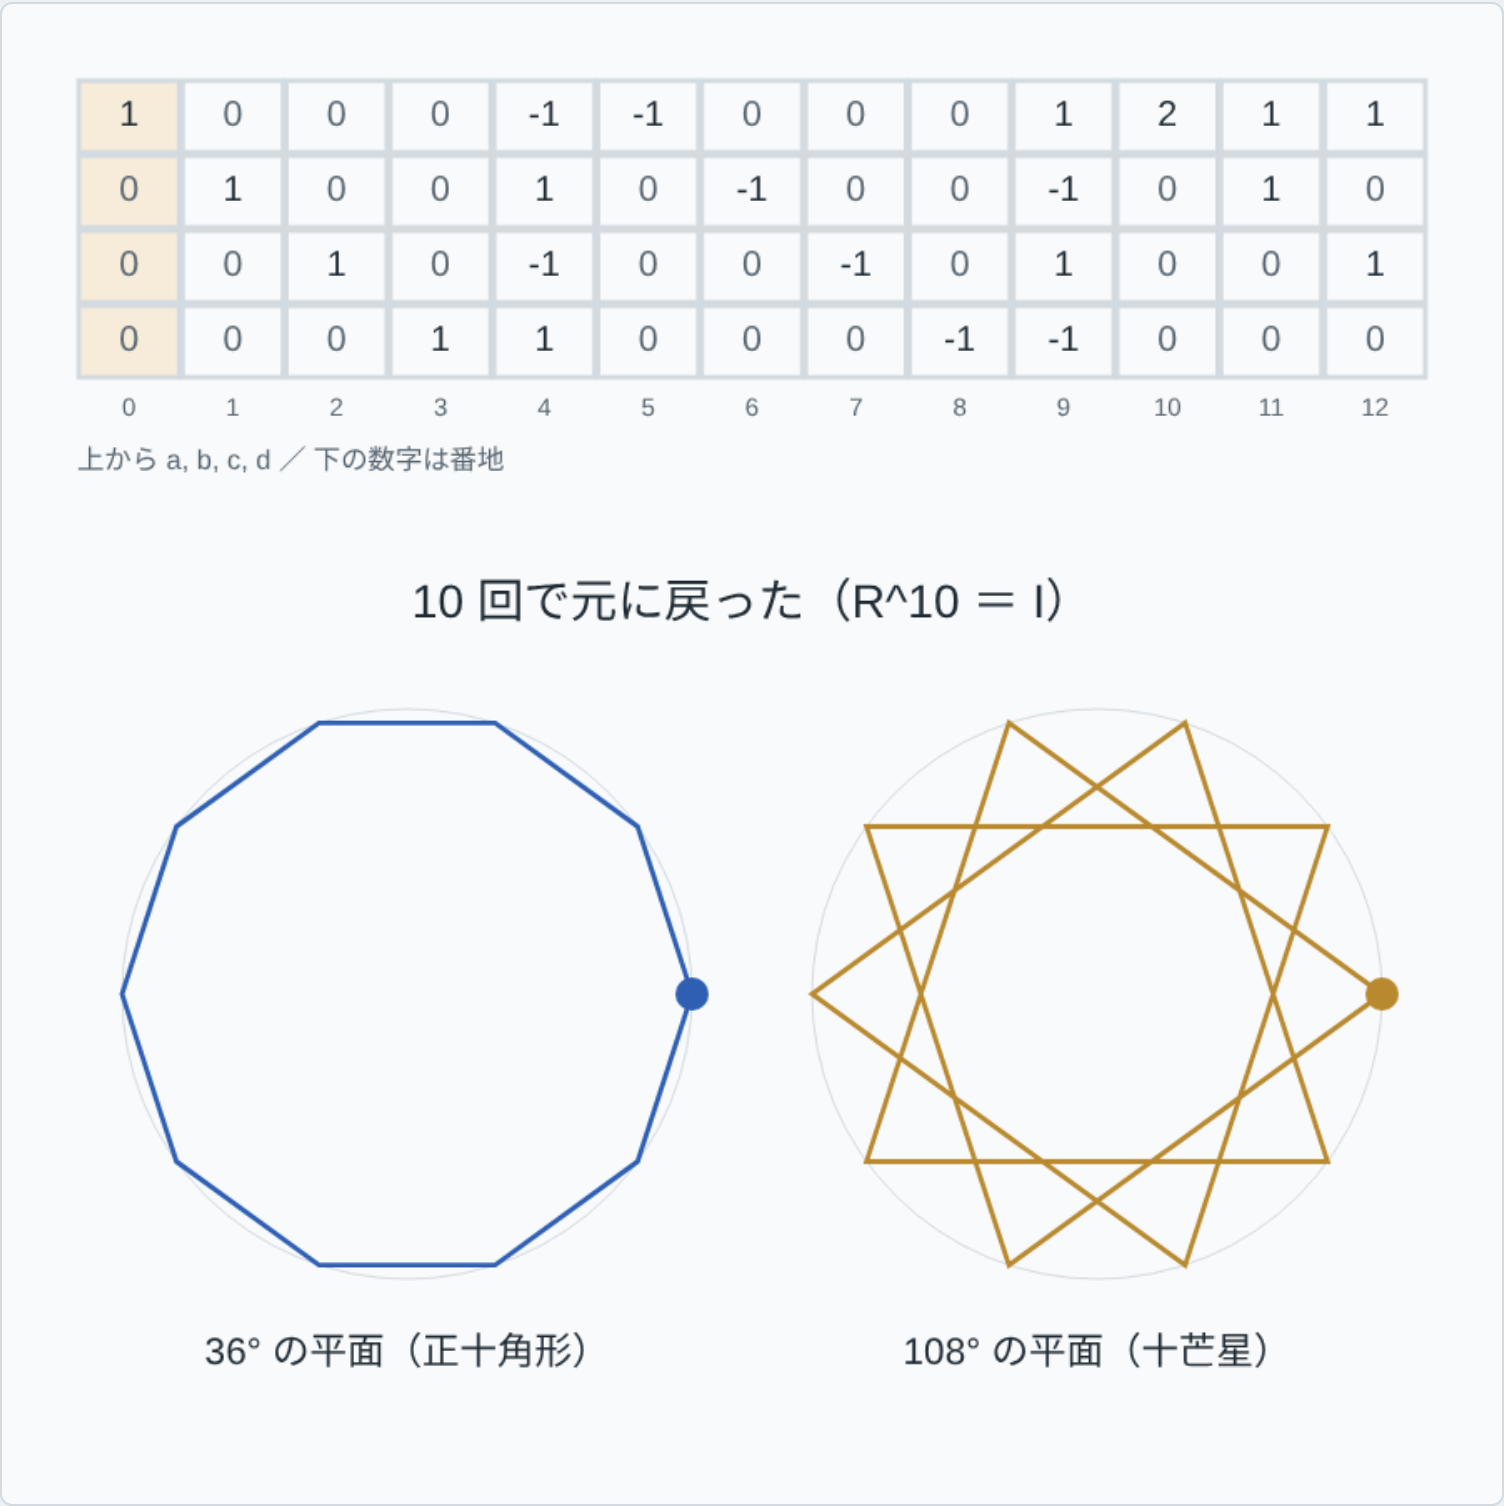 1 0 0 0 -1 -1 0 0 0 1 2 1 1
0 1 0 0 1 0 -1 0 0 -1 0 1 0
0 0 1 0 -1 0 0 -1 0 1 0 0 1
0 0 0 1 1 0 0 0 -1 -1 0 0 0
0 1 2 3 4 5 6 7 8 9 10 11 12
上から a, b, c, d ／ 下の数字は番地
10 回で元に戻った（R^10 ＝ I）
36° の平面（正十角形）
108° の平面（十芒星）